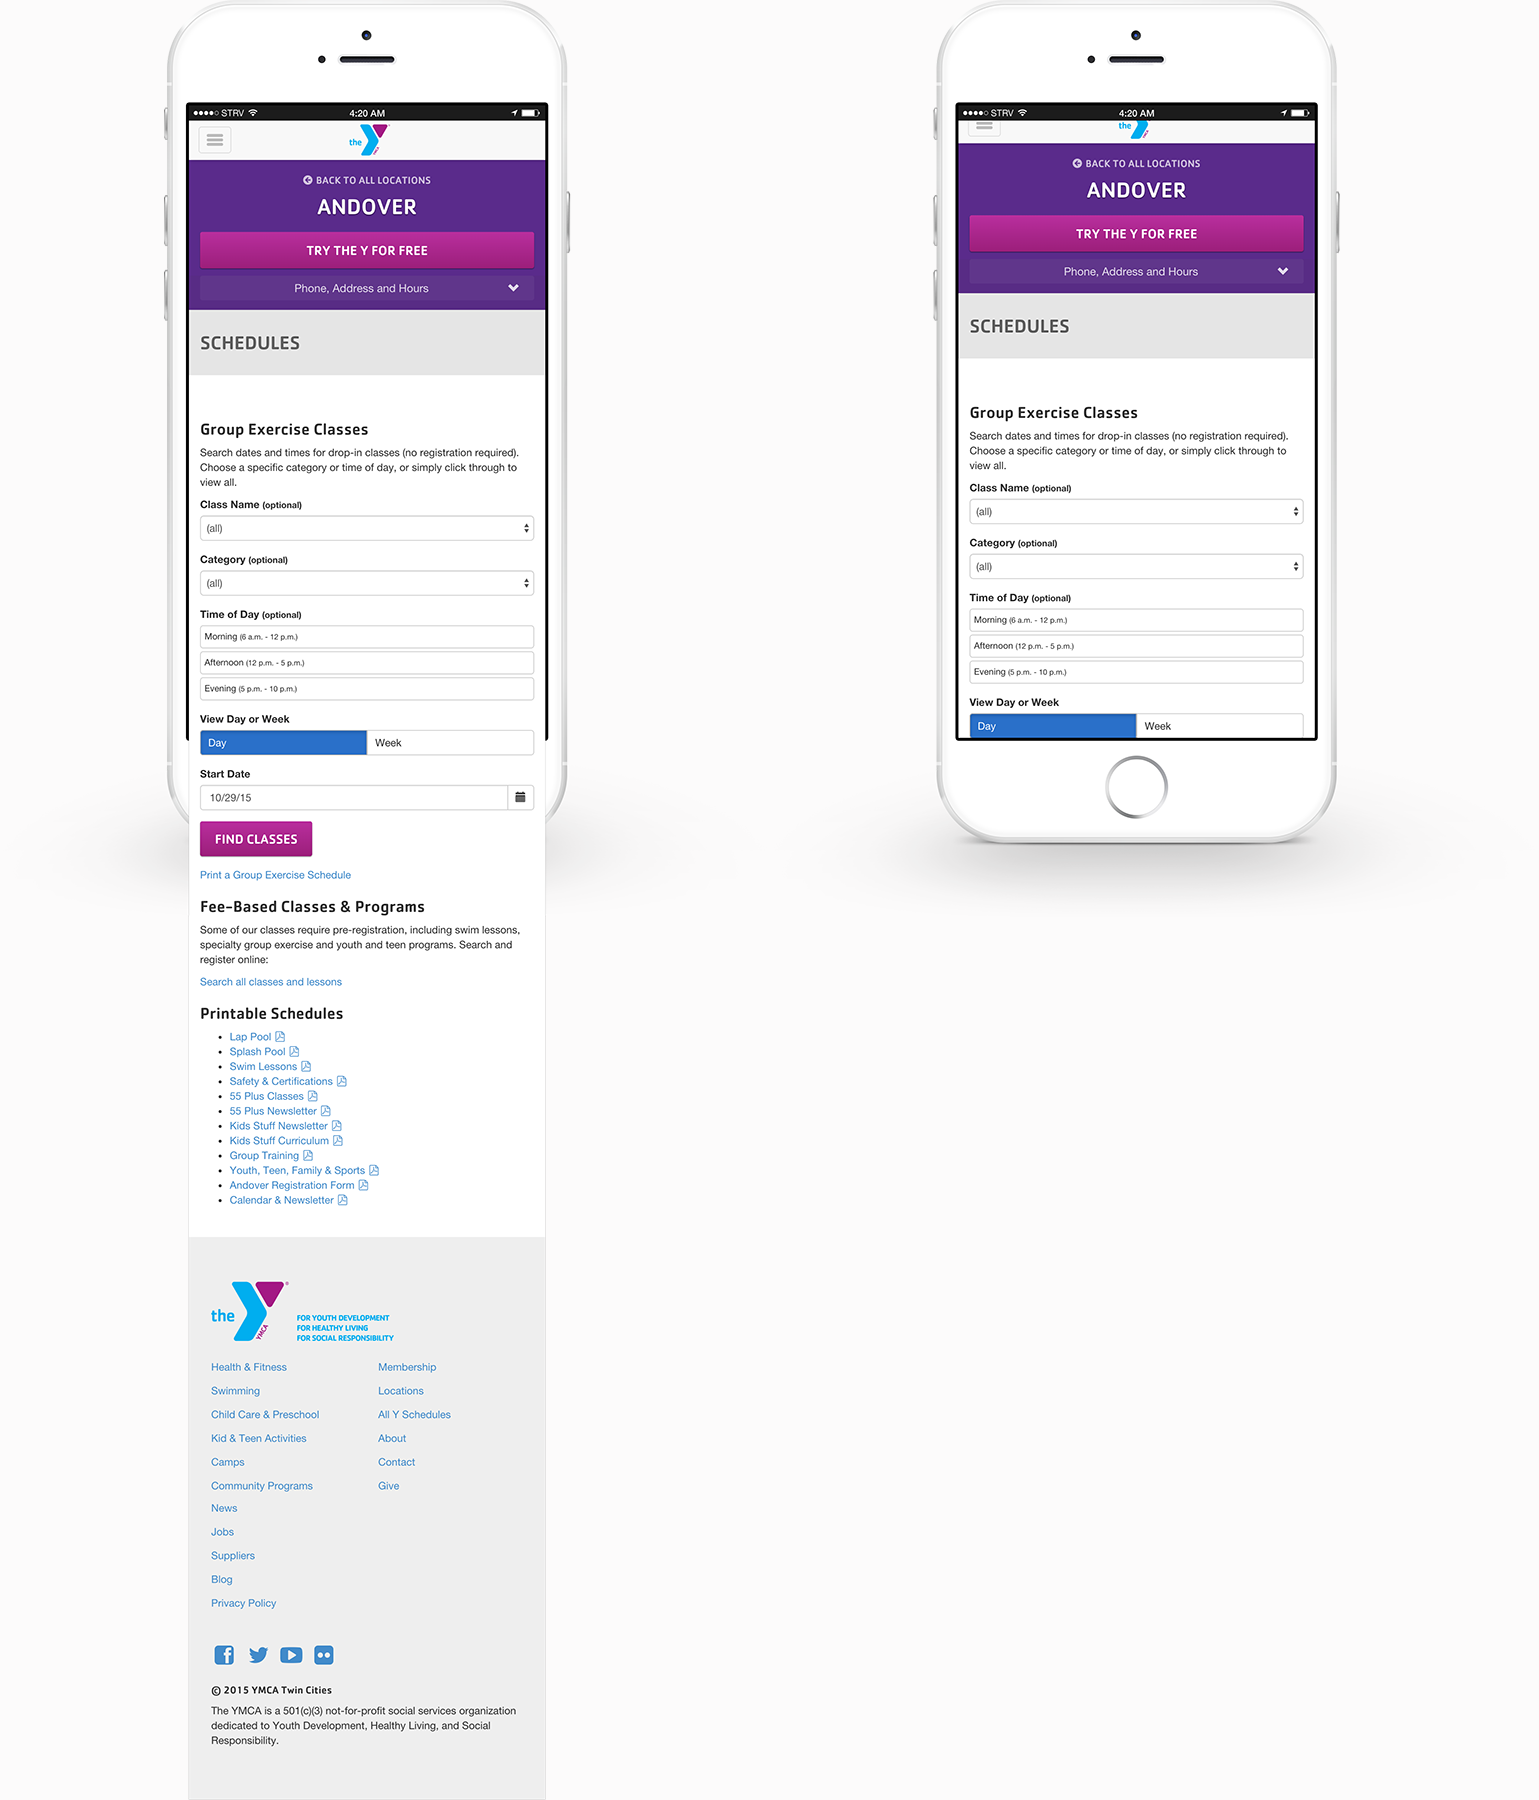 STRV
4:20 AM
the
YMCA
BACK TO ALL LOCATIONS
ANDOVER
TRY THE Y FOR FREE
Phone, Address and Hours
SCHEDULES
Group Exercise Classes
Search dates and times for drop-in classes (no registration required).
Choose a specific category or time of day, or simply click through to
view all.
Class Name (optional)
(all)
Category (optional)
(all)
Time of Day (optional)
Morning (6 a.m. - 12 p.m.)
Afternoon (12 p.m. - 5 p.m.)
Evening (5 p.m. - 10 p.m.)
View Day or Week
Day Week
Start Date
10/29/15
FIND CLASSES
Print a Group Exercise Schedule
Fee-Based Classes & Programs
Some of our classes require pre-registration, including swim lessons,
specialty group exercise and youth and teen programs. Search and
register online:
Search all classes and lessons
Printable Schedules
• Lap Pool
• Splash Pool
• Swim Lessons
• Safety & Certifications
• 55 Plus Classes
• 55 Plus Newsletter
• Kids Stuff Newsletter
• Kids Stuff Curriculum
• Group Training
• Youth, Teen, Family & Sports
• Andover Registration Form
• Calendar & Newsletter
the
YMCA
®
FOR YOUTH DEVELOPMENT
FOR HEALTHY LIVING
FOR SOCIAL RESPONSIBILITY
Health & Fitness
Swimming
Child Care & Preschool
Kid & Teen Activities
Camps
Community Programs
News
Jobs
Suppliers
Blog
Privacy Policy
Membership
Locations
All Y Schedules
About
Contact
Give
© 2015 YMCA Twin Cities
The YMCA is a 501(c)(3) not-for-profit social services organization
dedicated to Youth Development, Healthy Living, and Social
Responsibility.
STRV
4:20 AM
the
BACK TO ALL LOCATIONS
ANDOVER
TRY THE Y FOR FREE
Phone, Address and Hours
SCHEDULES
Group Exercise Classes
Search dates and times for drop-in classes (no registration required).
Choose a specific category or time of day, or simply click through to
view all.
Class Name (optional)
(all)
Category (optional)
(all)
Time of Day (optional)
Morning (6 a.m. - 12 p.m.)
Afternoon (12 p.m. - 5 p.m.)
Evening (5 p.m. - 10 p.m.)
View Day or Week
Day Week